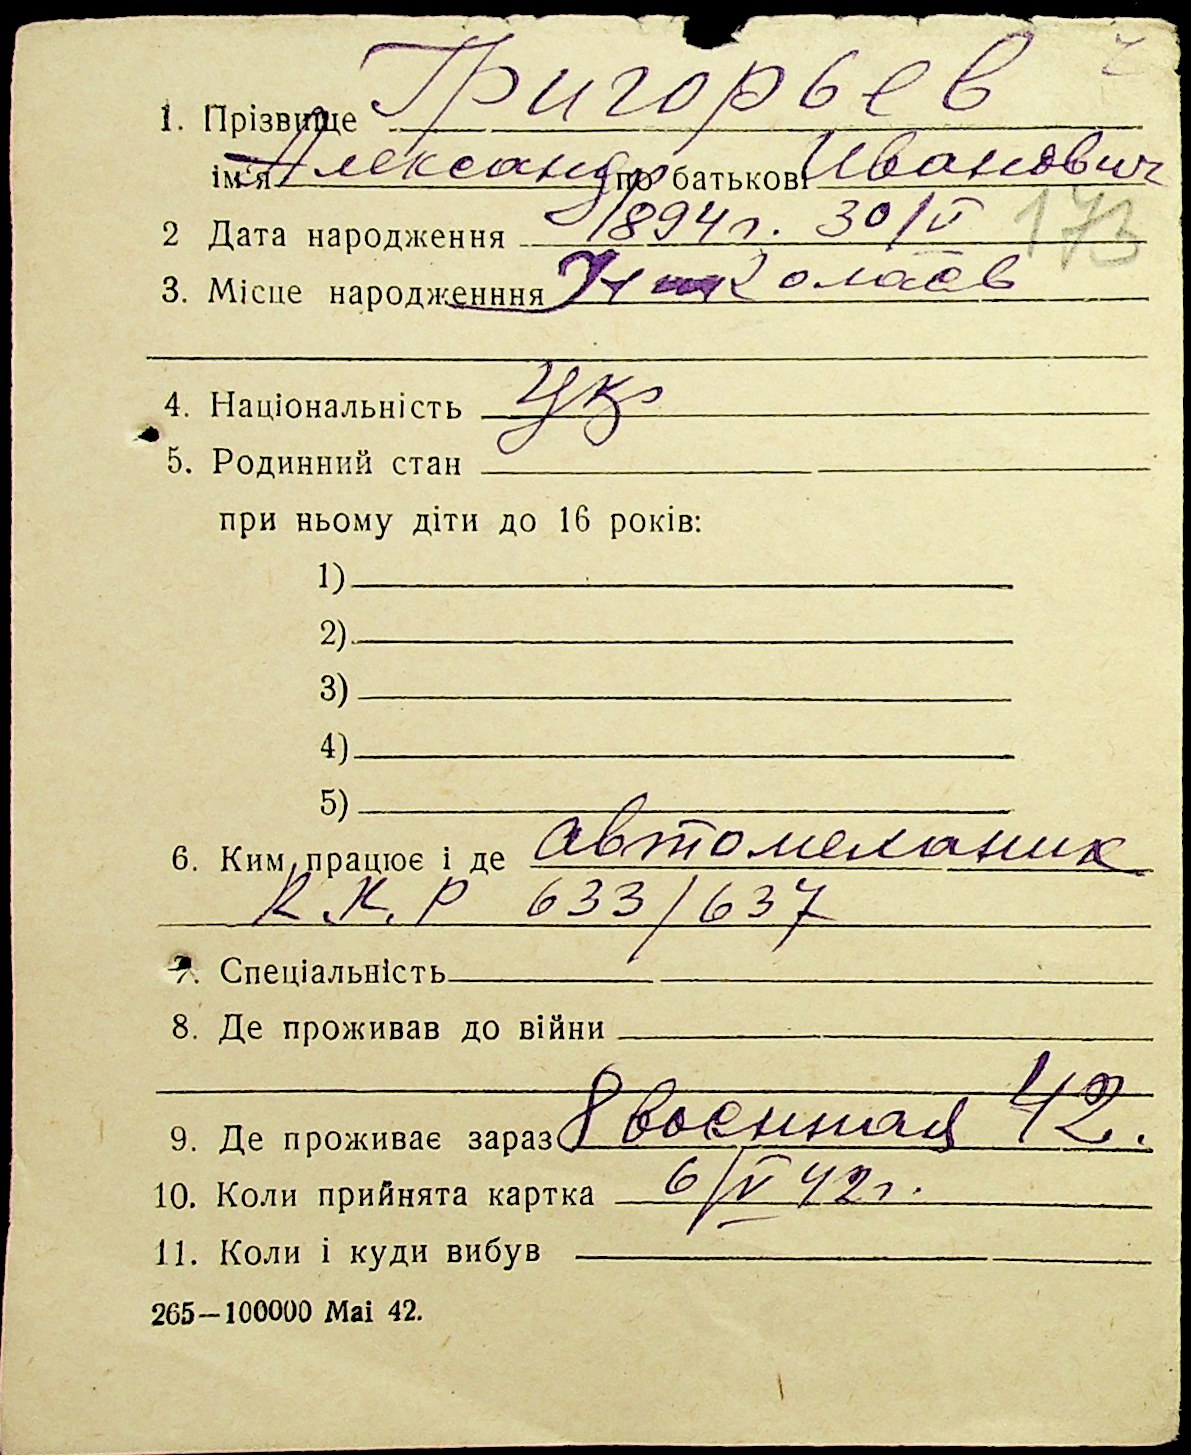 1. Прізвище Григорьев
ім'я Александр по батькові Иванович
2 Дата народження 1894 г. 30/V
173
3. Місце народженння Николаев
4. Національність Укр
5. Родинний стан
при ньому діти до 16 років:
1)
2)
3)
4)
5)
6. Ким працює і де автомеханик
К.К.Р 633/637
7. Спеціальність
8. Де проживав до війни
9. Де проживає зараз 8 военная 42.
10. Коли прийнята картка 6/V 42 г.
11. Коли і куди вибув
265—100000 Mai 42.